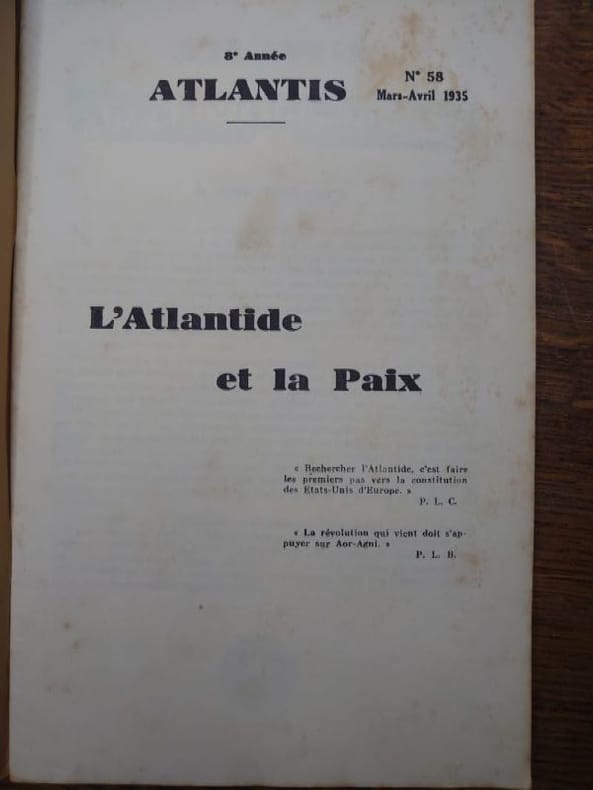 8e Année
ATLANTIS
N° 58
Mars-Avril 1935
L'Atlantide
et la Paix
« Rechercher l'Atlantide, c'est faire
les premiers pas vers la constitution
des Etats-Unis d'Europe. »
P. L. C.
« La révolution qui vient doit s'ap-
puyer sur Aor-Agni. »
P. L. B.